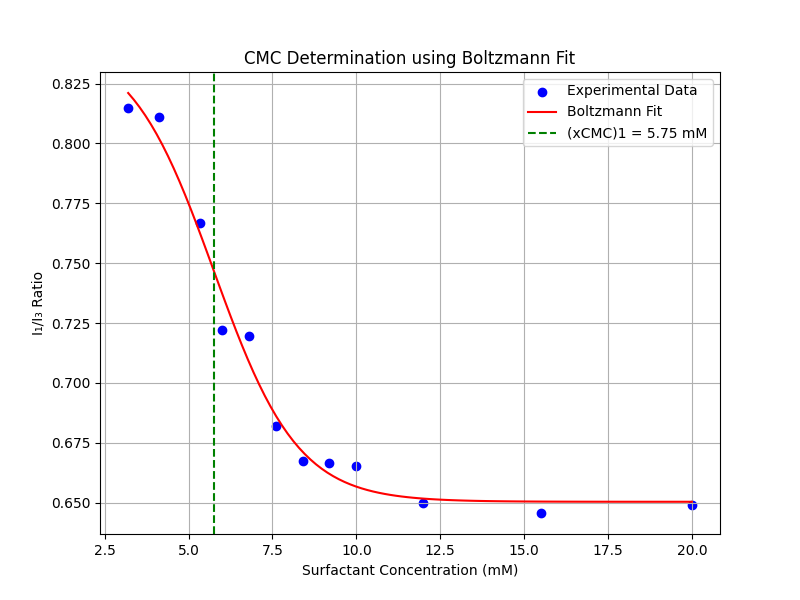 CMC Determination using Boltzmann Fit
Experimental Data
Boltzmann Fit
(xCMC)1 = 5.75 mM
I₁/I₃ Ratio
0.825
0.800
0.775
0.750
0.725
0.700
0.675
0.650
2.5 5.0 7.5 10.0 12.5 15.0 17.5 20.0
Surfactant Concentration (mM)